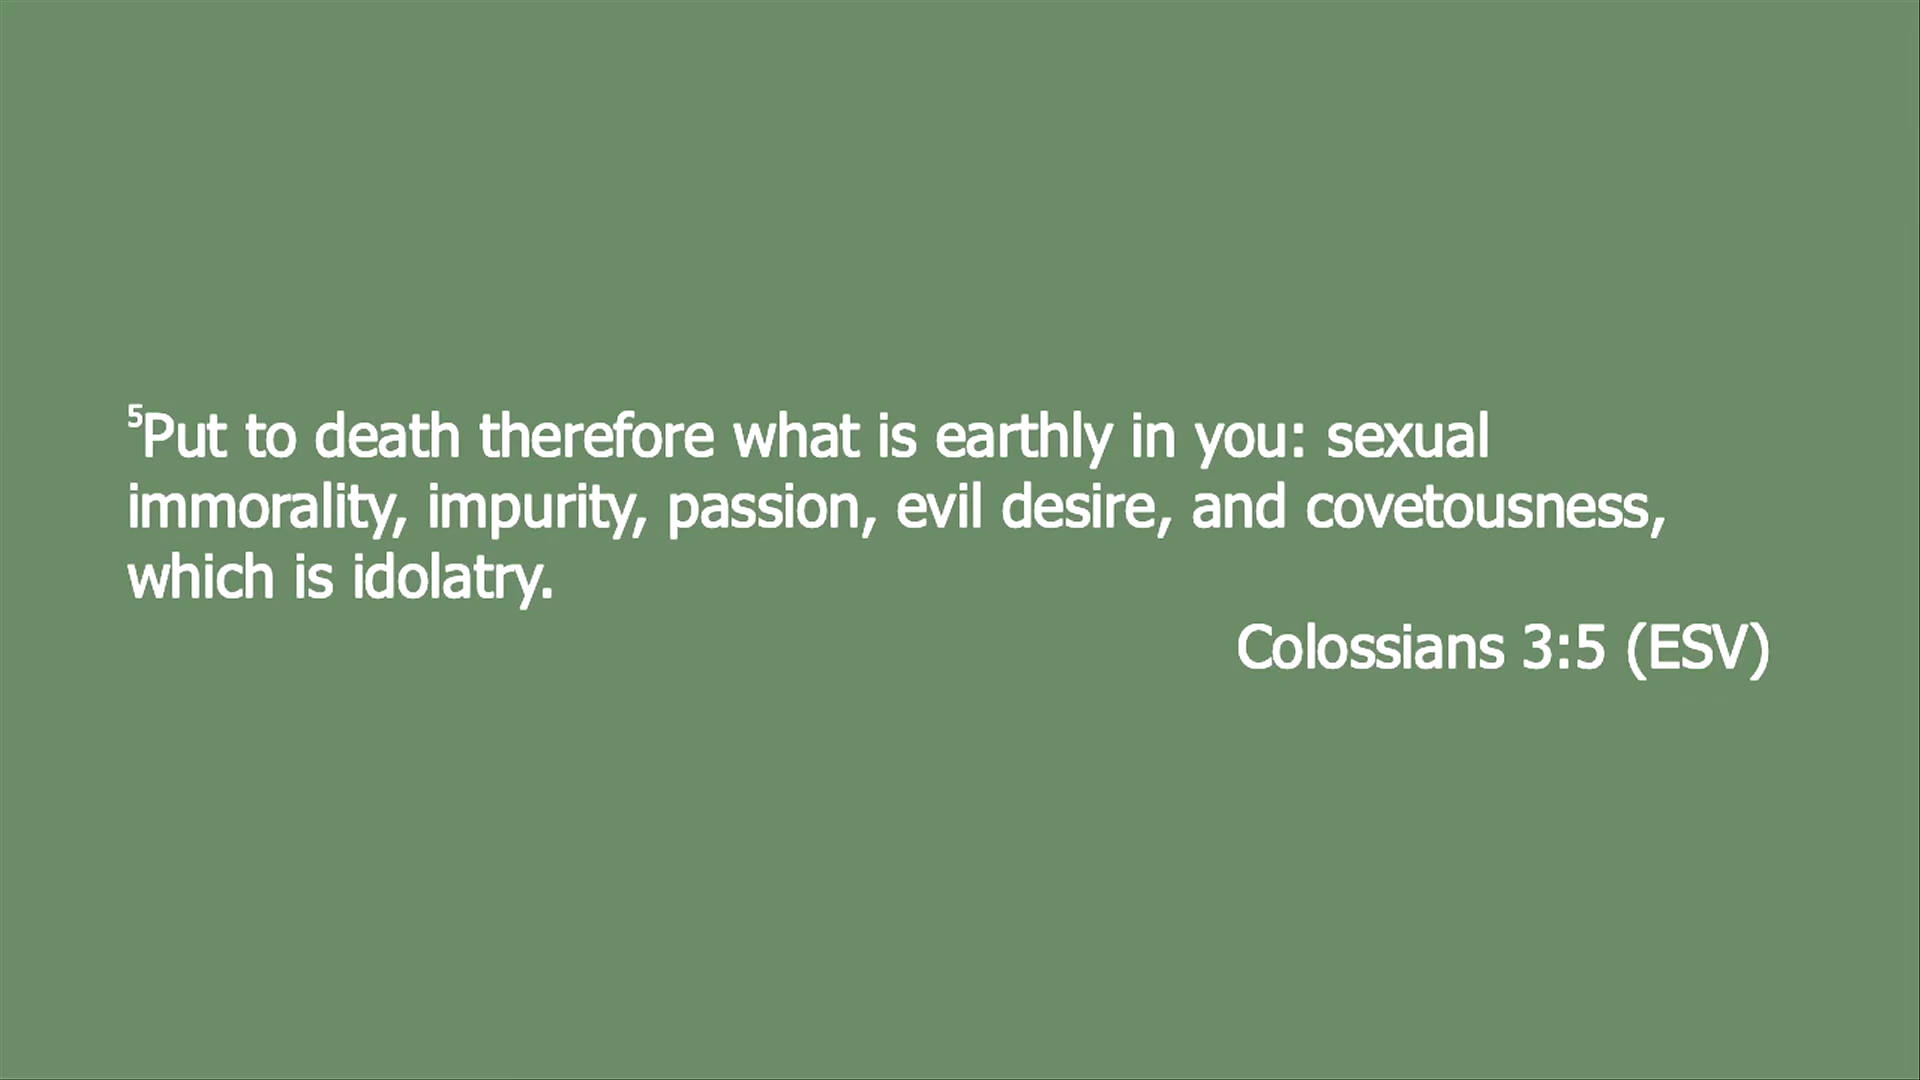 ⁵Put to death therefore what is earthly in you: sexual
immorality, impurity, passion, evil desire, and covetousness,
which is idolatry.
Colossians 3:5 (ESV)